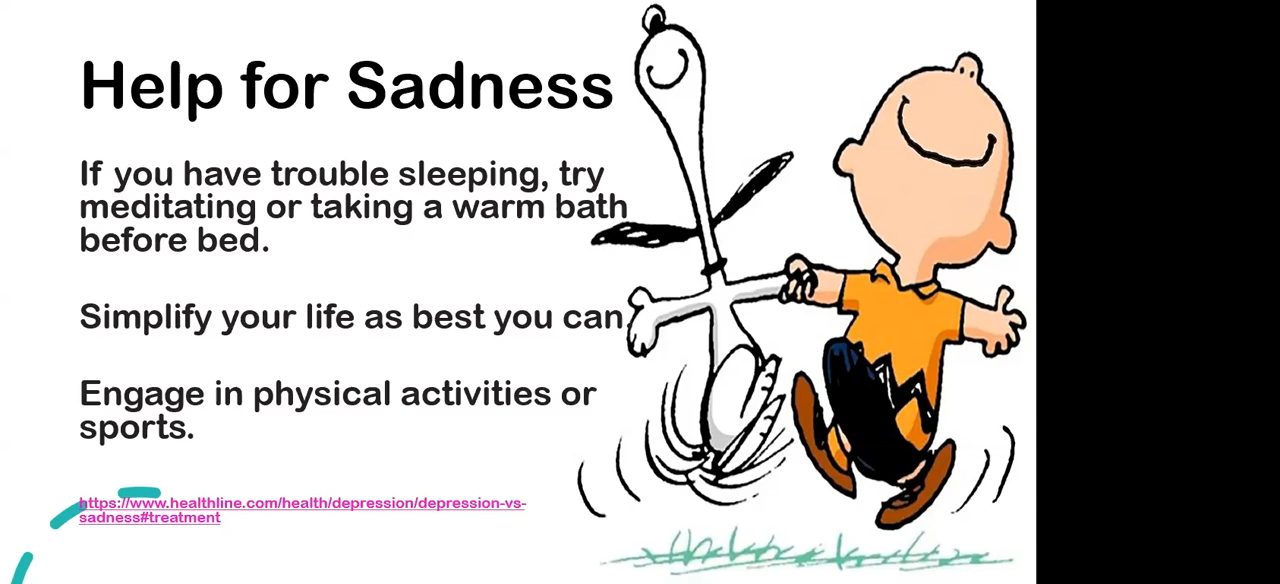 Help for Sadness
If you have trouble sleeping, try
meditating or taking a warm bath
before bed.
Simplify your life as best you can.
Engage in physical activities or
sports.
https://www.healthline.com/health/depression/depression-vs-
sadness#treatment